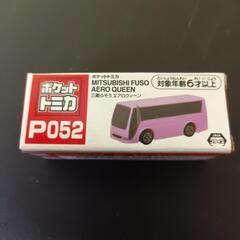 ポケット
トミカ
P052
ポケットトミカ
MITSUBISHI FUSO
AERO QUEEN
三菱ふそう エアロクィーン
対象年齢6才以上